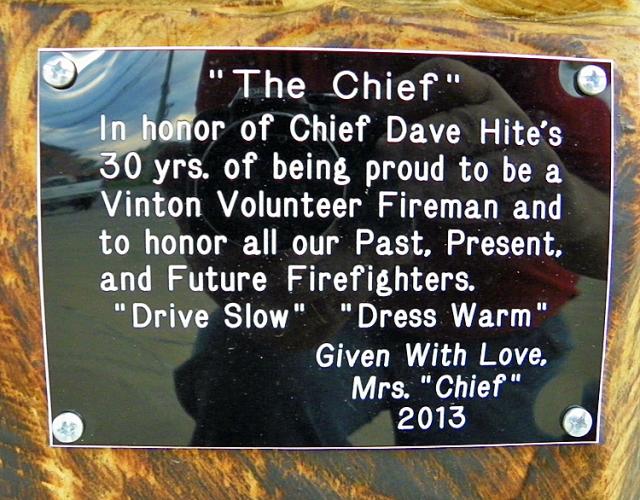 "The Chief"
In honor of Chief Dave Hite's
30 yrs. of being proud to be a
Vinton Volunteer Fireman and
to honor all our Past, Present,
and Future Firefighters.
"Drive Slow" "Dress Warm"
Given With Love,
Mrs. "Chief"
2013